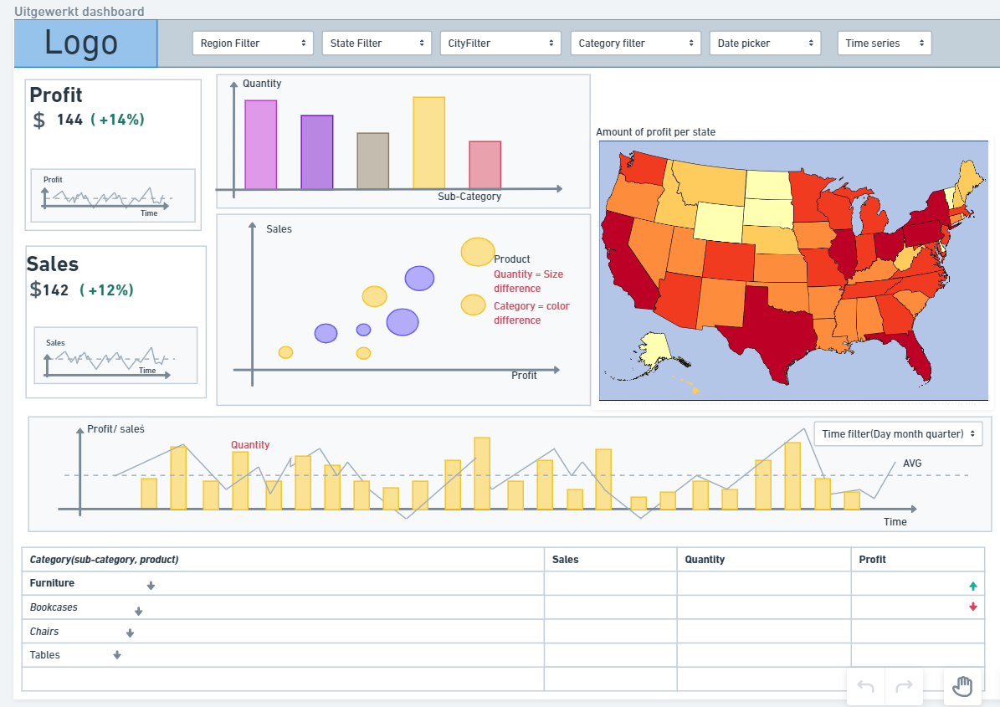 Uitgewerkt dashboard
Logo
Region Filter
State Filter
CityFilter
Category filter
Date picker
Time series
Profit
$ 144 ( +14%)
Profit
Time
Sales
$142 ( +12%)
Sales
Time
Quantity
Sub-Category
Sales
Product
Quantity = Size
difference
Category = color
difference
Profit
Amount of profit per state
Profit/ sales
Quantity
Time filter(Day month quarter)
AVG
Time
Category(sub-category, product) Sales Quantity Profit
Furniture
Bookcases
Chairs
Tables